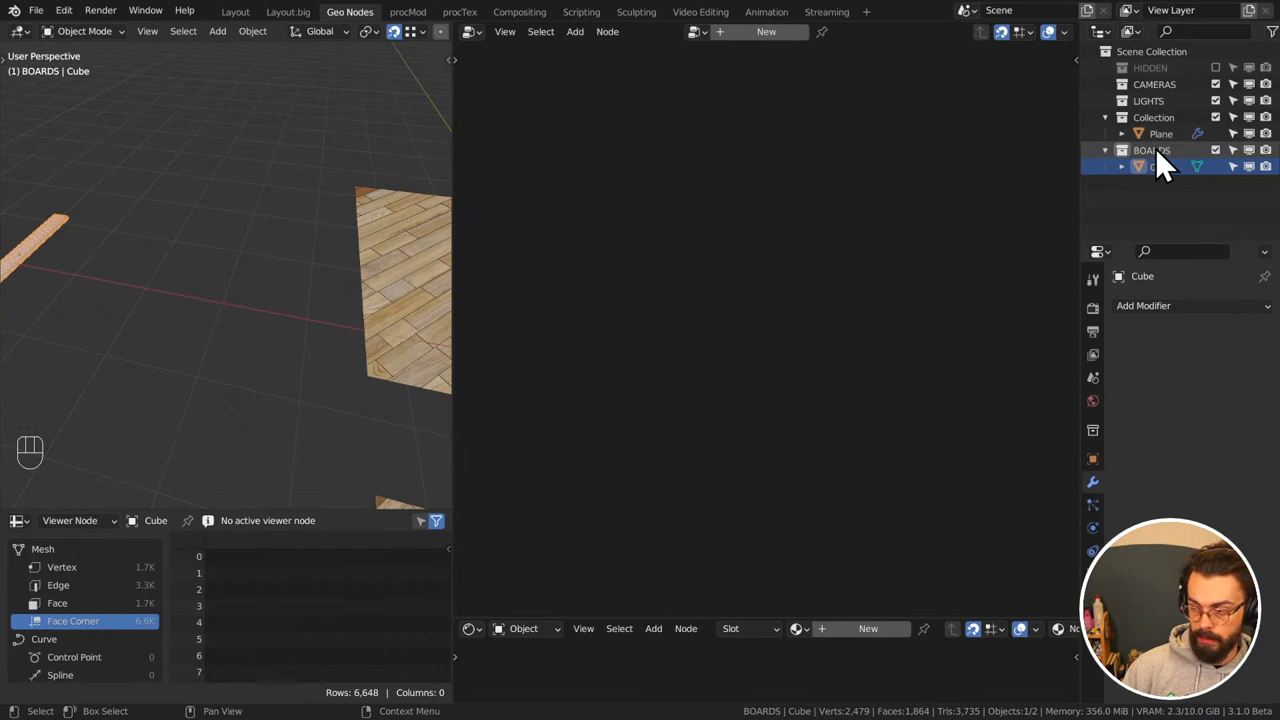 File Edit Render Window Help Layout Layout.big Geo Nodes procMod procTex Compositing Scripting Sculpting Video Editing Animation Streaming + Scene View Layer
Object Mode View Select Add Object Global View Select Add Node + New
User Perspective
(1) BOARDS | Cube
Scene Collection
HIDDEN
CAMERAS
LIGHTS
Collection
Plane
BOARDS
Cube
Add Modifier
Viewer Node Cube No active viewer node
Mesh
Vertex 1.7K
Edge 3.3K
Face 1.7K
Face Corner 6.6K
Curve
Control Point 0
Spline 0
0
1
2
3
4
5
6
7
Rows: 6,648 | Columns: 0
Object View Select Add Node Slot + New
Select Box Select Pan View Context Menu BOARDS | Cube | Verts:2,479 | Faces:1,864 | Tris:3,735 | Objects:1/2 | Memory: 356.0 MiB | VRAM: 2.3/10.0 GiB | 3.1.0 Beta